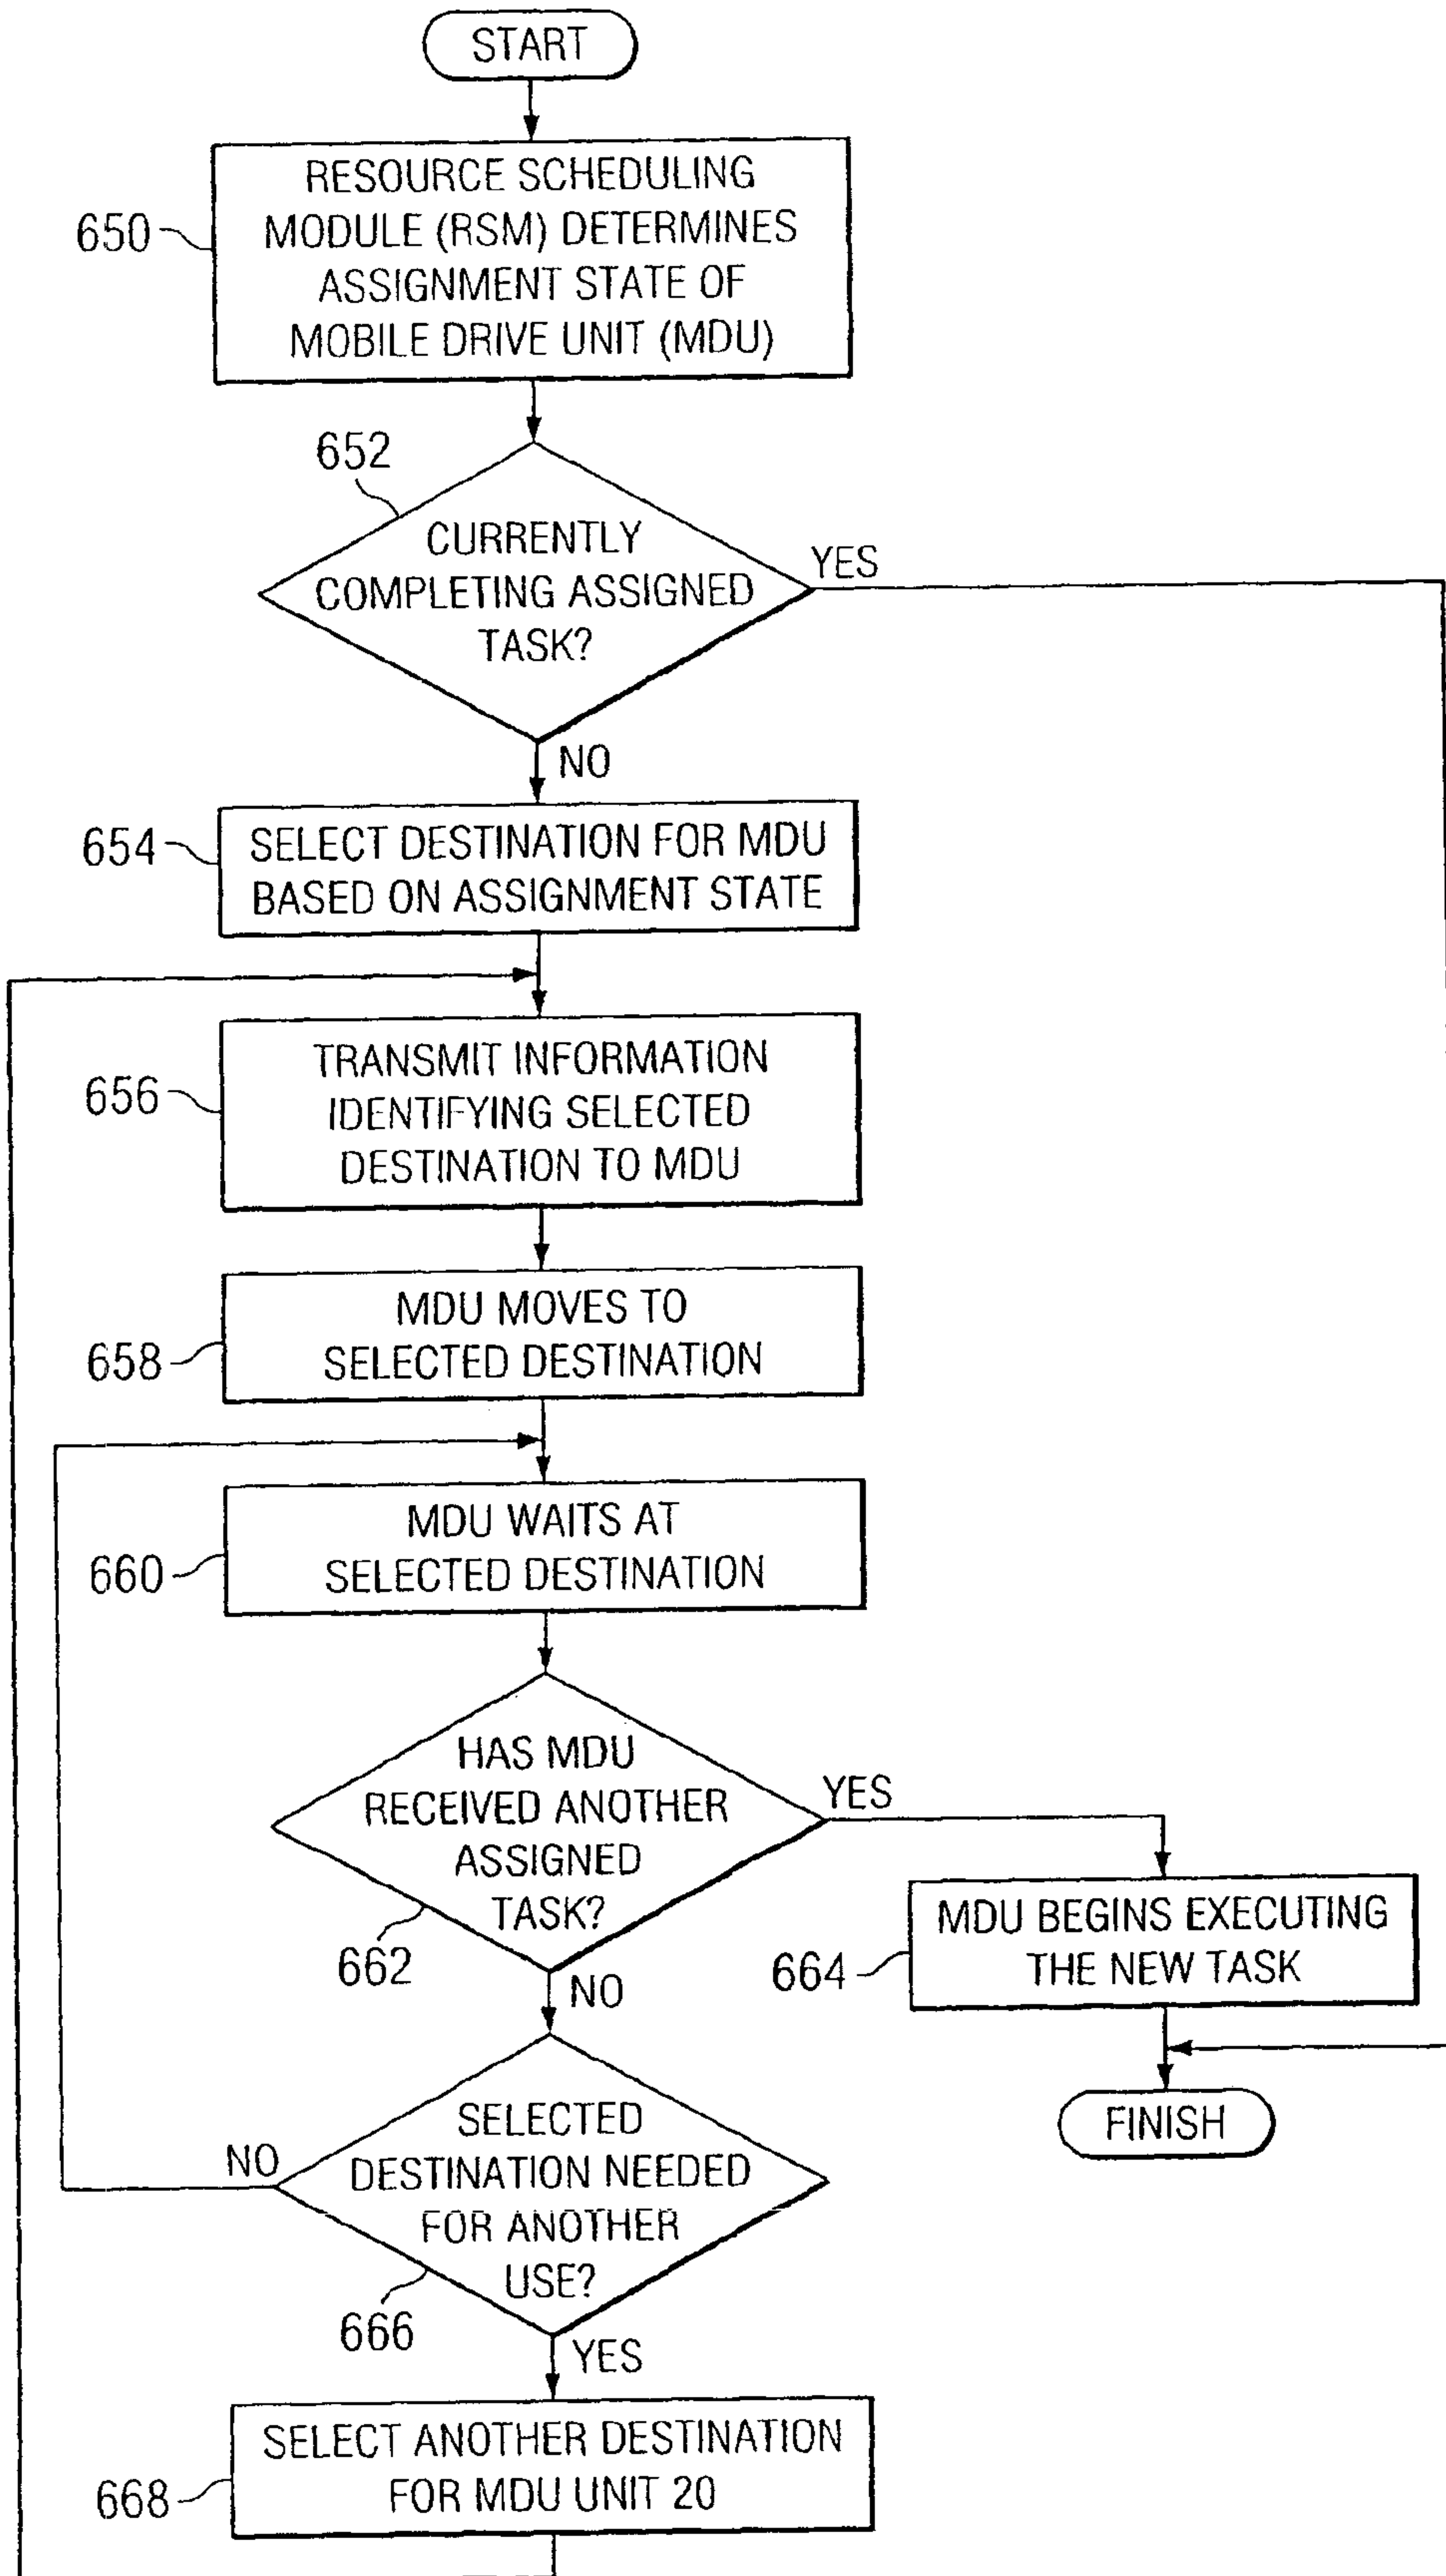 START
RESOURCE SCHEDULING
MODULE (RSM) DETERMINES
ASSIGNMENT STATE OF
MOBILE DRIVE UNIT (MDU)
650
652
CURRENTLY
COMPLETING ASSIGNED
TASK?
YES
NO
654
SELECT DESTINATION FOR MDU
BASED ON ASSIGNMENT STATE
656
TRANSMIT INFORMATION
IDENTIFYING SELECTED
DESTINATION TO MDU
658
MDU MOVES TO
SELECTED DESTINATION
660
MDU WAITS AT
SELECTED DESTINATION
HAS MDU
RECEIVED ANOTHER
ASSIGNED
TASK?
YES
662
NO
664
MDU BEGINS EXECUTING
THE NEW TASK
FINISH
SELECTED
DESTINATION NEEDED
FOR ANOTHER
USE?
NO
666
YES
668
SELECT ANOTHER DESTINATION
FOR MDU UNIT 20